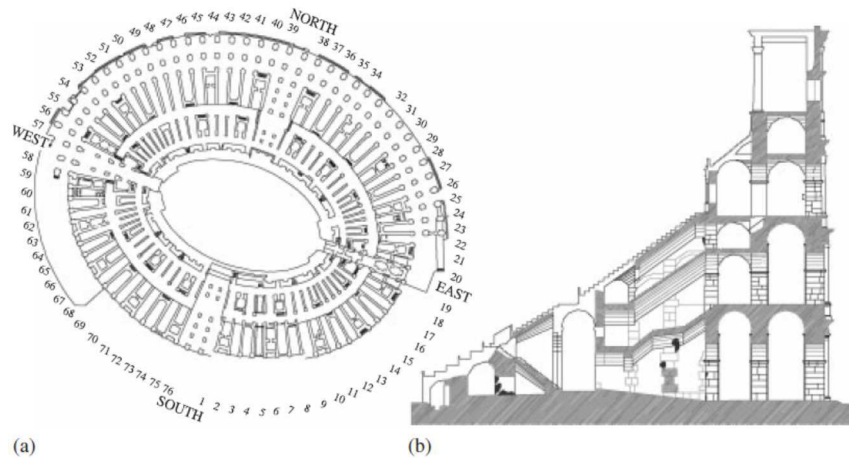 NORTH
38 37 36 35 34
32 31 30 29 28 27 26 25 24 23 22 21 20
EAST
19 18 17 16 15 14 13 12 11 10 9 8 7 6 5 4 3 2 1
SOUTH
76 75 74 73 72 71 70 69 68 67 66 65 64 63 62 61 60 59 58
WEST
57 56 55 54 53 52 51 50 49 48 47 46 45 44 43 42 41 40 39
(a)
(b)